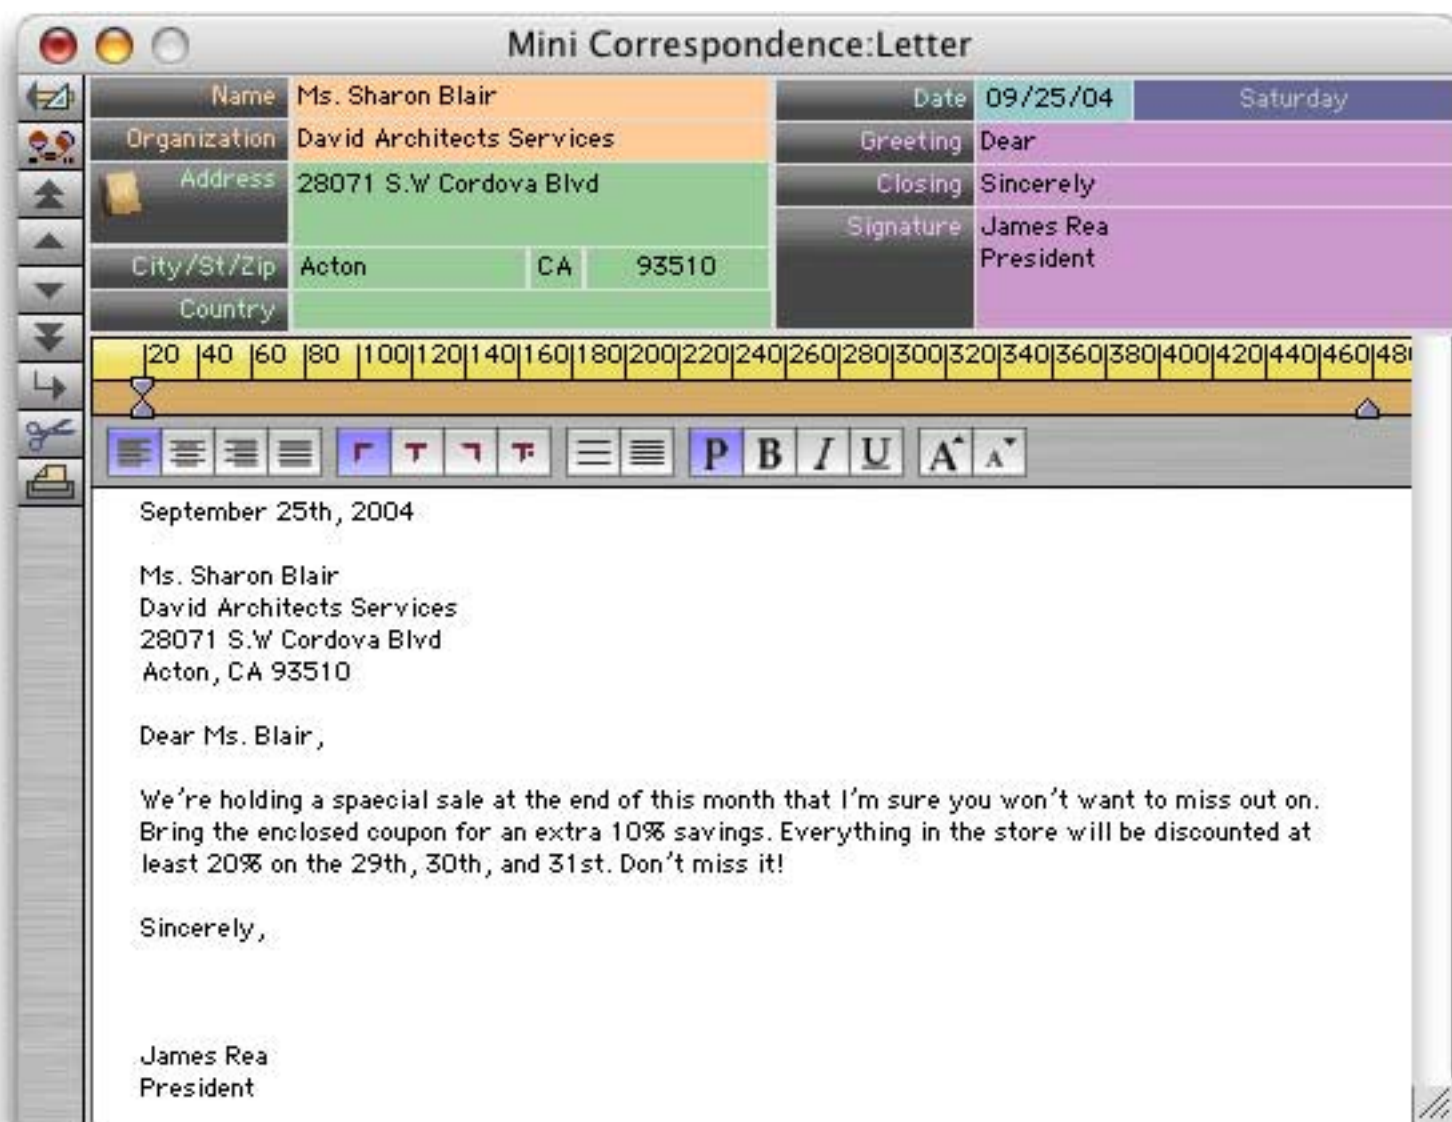 Mini Correspondence:Letter
Name Ms. Sharon Blair
Organization David Architects Services
Address 28071 S.W Cordova Blvd
City/St/Zip Acton CA 93510
Country
Date 09/25/04 Saturday
Greeting Dear
Closing Sincerely
Signature James Rea
President
20 40 60 80 100 120 140 160 180 200 220 240 260 280 300 320 340 360 380 400 420 440 460 48
P B I U A A
September 25th, 2004
Ms. Sharon Blair
David Architects Services
28071 S.W Cordova Blvd
Acton, CA 93510
Dear Ms. Blair,
We're holding a spaecial sale at the end of this month that I'm sure you won't want to miss out on.
Bring the enclosed coupon for an extra 10% savings. Everything in the store will be discounted at
least 20% on the 29th, 30th, and 31st. Don't miss it!
Sincerely,
James Rea
President